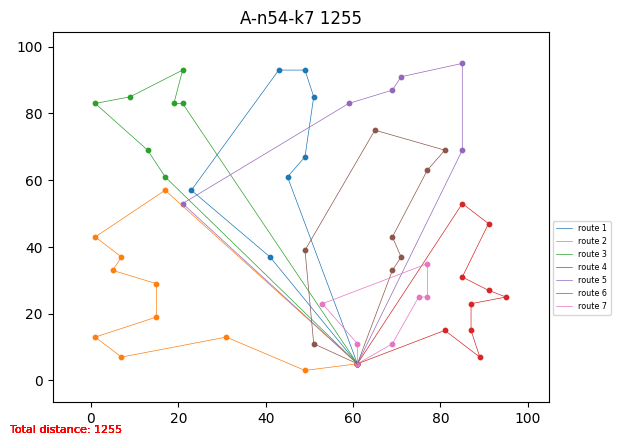 A-n54-k7 1255
100
80
60
40
20
0
0 20 40 60 80 100
route 1
route 2
route 3
route 4
route 5
route 6
route 7
Total distance: 1255